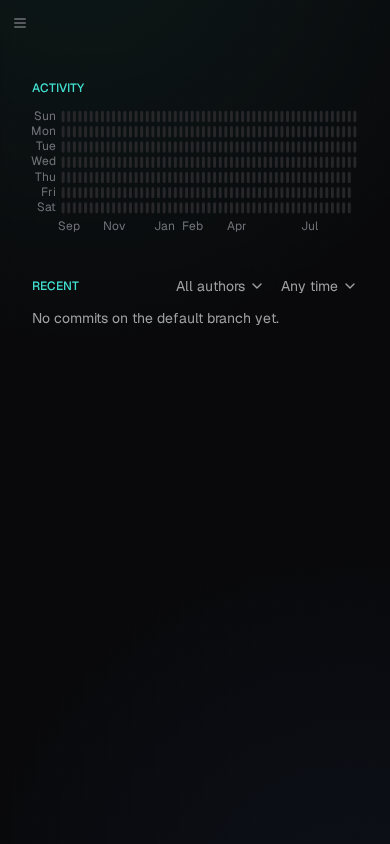 ACTIVITY
Sun
Mon
Tue
Wed
Thu
Fri
Sat
Sep Nov Jan Feb Apr Jul
RECENT All authors Any time
No commits on the default branch yet.